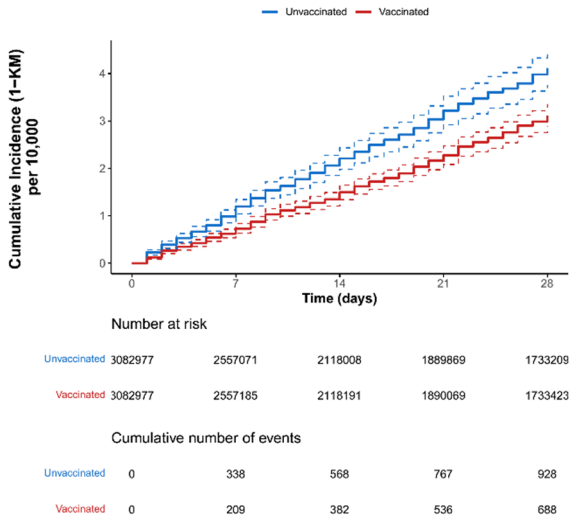 Unvaccinated Vaccinated
Cumulative Incidence (1−KM)
per 10,000
4
3
2
1
0
0 7 14 21 28
Time (days)
Number at risk
Unvaccinated 3082977 2557071 2118008 1889869 1733209
Vaccinated 3082977 2557185 2118191 1890069 1733423
Cumulative number of events
Unvaccinated 0 338 568 767 928
Vaccinated 0 209 382 536 688